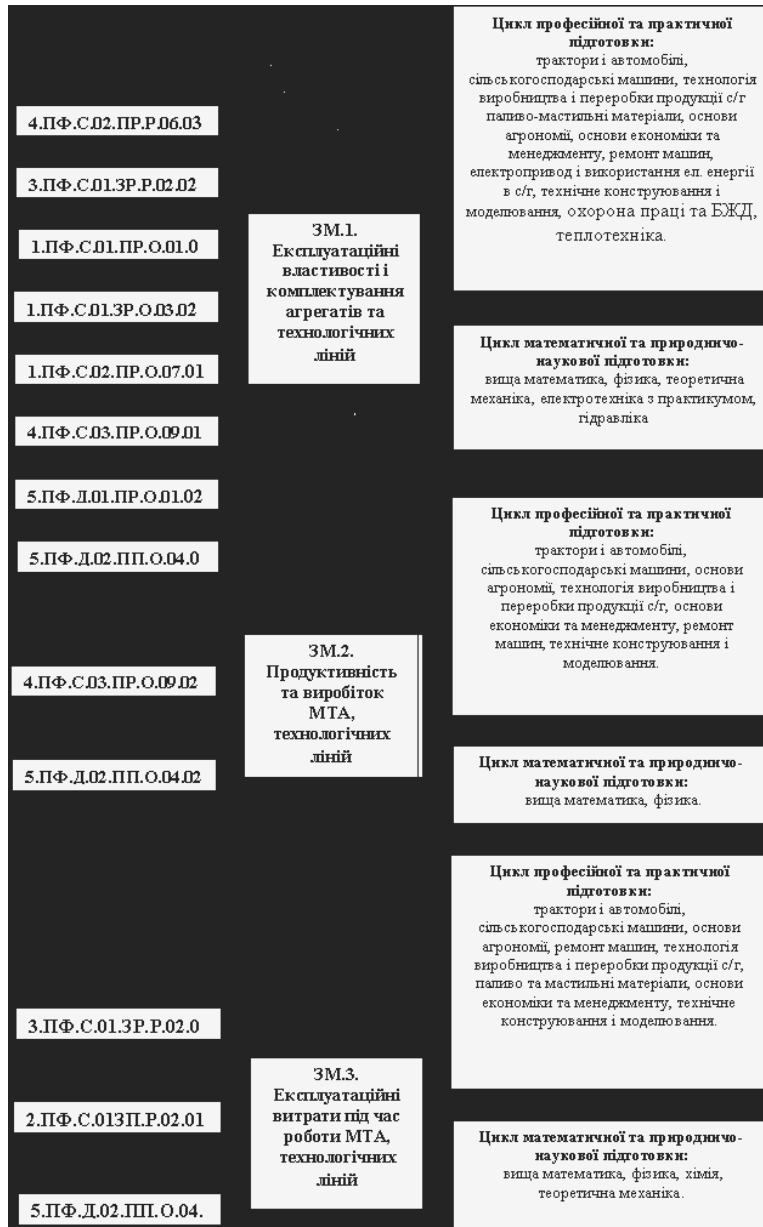 4.ПФ.С.02.ПР.Р.06.03
3.ПФ.С.01.ЗР.Р.02.02
1.ПФ.С.01.ПР.О.01.0
1.ПФ.С.01.ЗР.О.03.02
1.ПФ.С.02.ПР.О.07.01
4.ПФ.С.03.ПР.О.09.01
5.ПФ.Д.01.ПР.О.01.02
5.ПФ.Д.02.ПП.О.04.0
ЗМ.1.
Експлуатаційні
властивості і
комплектування
агрегатів та
технологічних
ліній
Цикл професійної та практичної
підготовки:
трактори і автомобілі,
сільськогосподарські машини, технологія
виробництва і переробки продукції с/г
паливо-мастильні матеріали, основи
агрономії, основи економіки та
менеджменту, ремонт машин,
електропривод і використання ел. енергії
в с/г, технічне конструювання і
моделювання, охорона праці та БЖД,
теплотехніка.
Цикл математичної та природничо-
наукової підготовки:
вища математика, фізика, теоретична
механіка, електротехніка з практикумом,
гідравліка
4.ПФ.С.03.ПР.О.09.02
5.ПФ.Д.02.ПП.О.04.02
ЗМ.2.
Продуктивність
та виробіток
МТА,
технологічних
ліній
Цикл професійної та практичної
підготовки:
трактори і автомобілі,
сільськогосподарські машини, основи
агрономії, технологія виробництва і
переробки продукції с/г, основи
економіки та менеджменту, ремонт
машин, технічне конструювання і
моделювання.
Цикл математичної та природничо-
наукової підготовки:
вища математика, фізика.
3.ПФ.С.01.ЗР.Р.02.0
2.ПФ.С.01ЗП.Р.02.01
5.ПФ.Д.02.ПП.О.04.
ЗМ.3.
Експлуатаційні
витрати під час
роботи МТА,
технологічних
ліній
Цикл професійної та практичної
підготовки:
трактори і автомобілі,
сільськогосподарські машини, основи
агрономії, ремонт машин, технологія
виробництва і переробки продукції с/г,
паливо та мастильні матеріали, основи
економіки та менеджменту, технічне
конструювання і моделювання.
Цикл математичної та природничо-
наукової підготовки:
вища математика, фізика, хімія,
теоретична механіка.